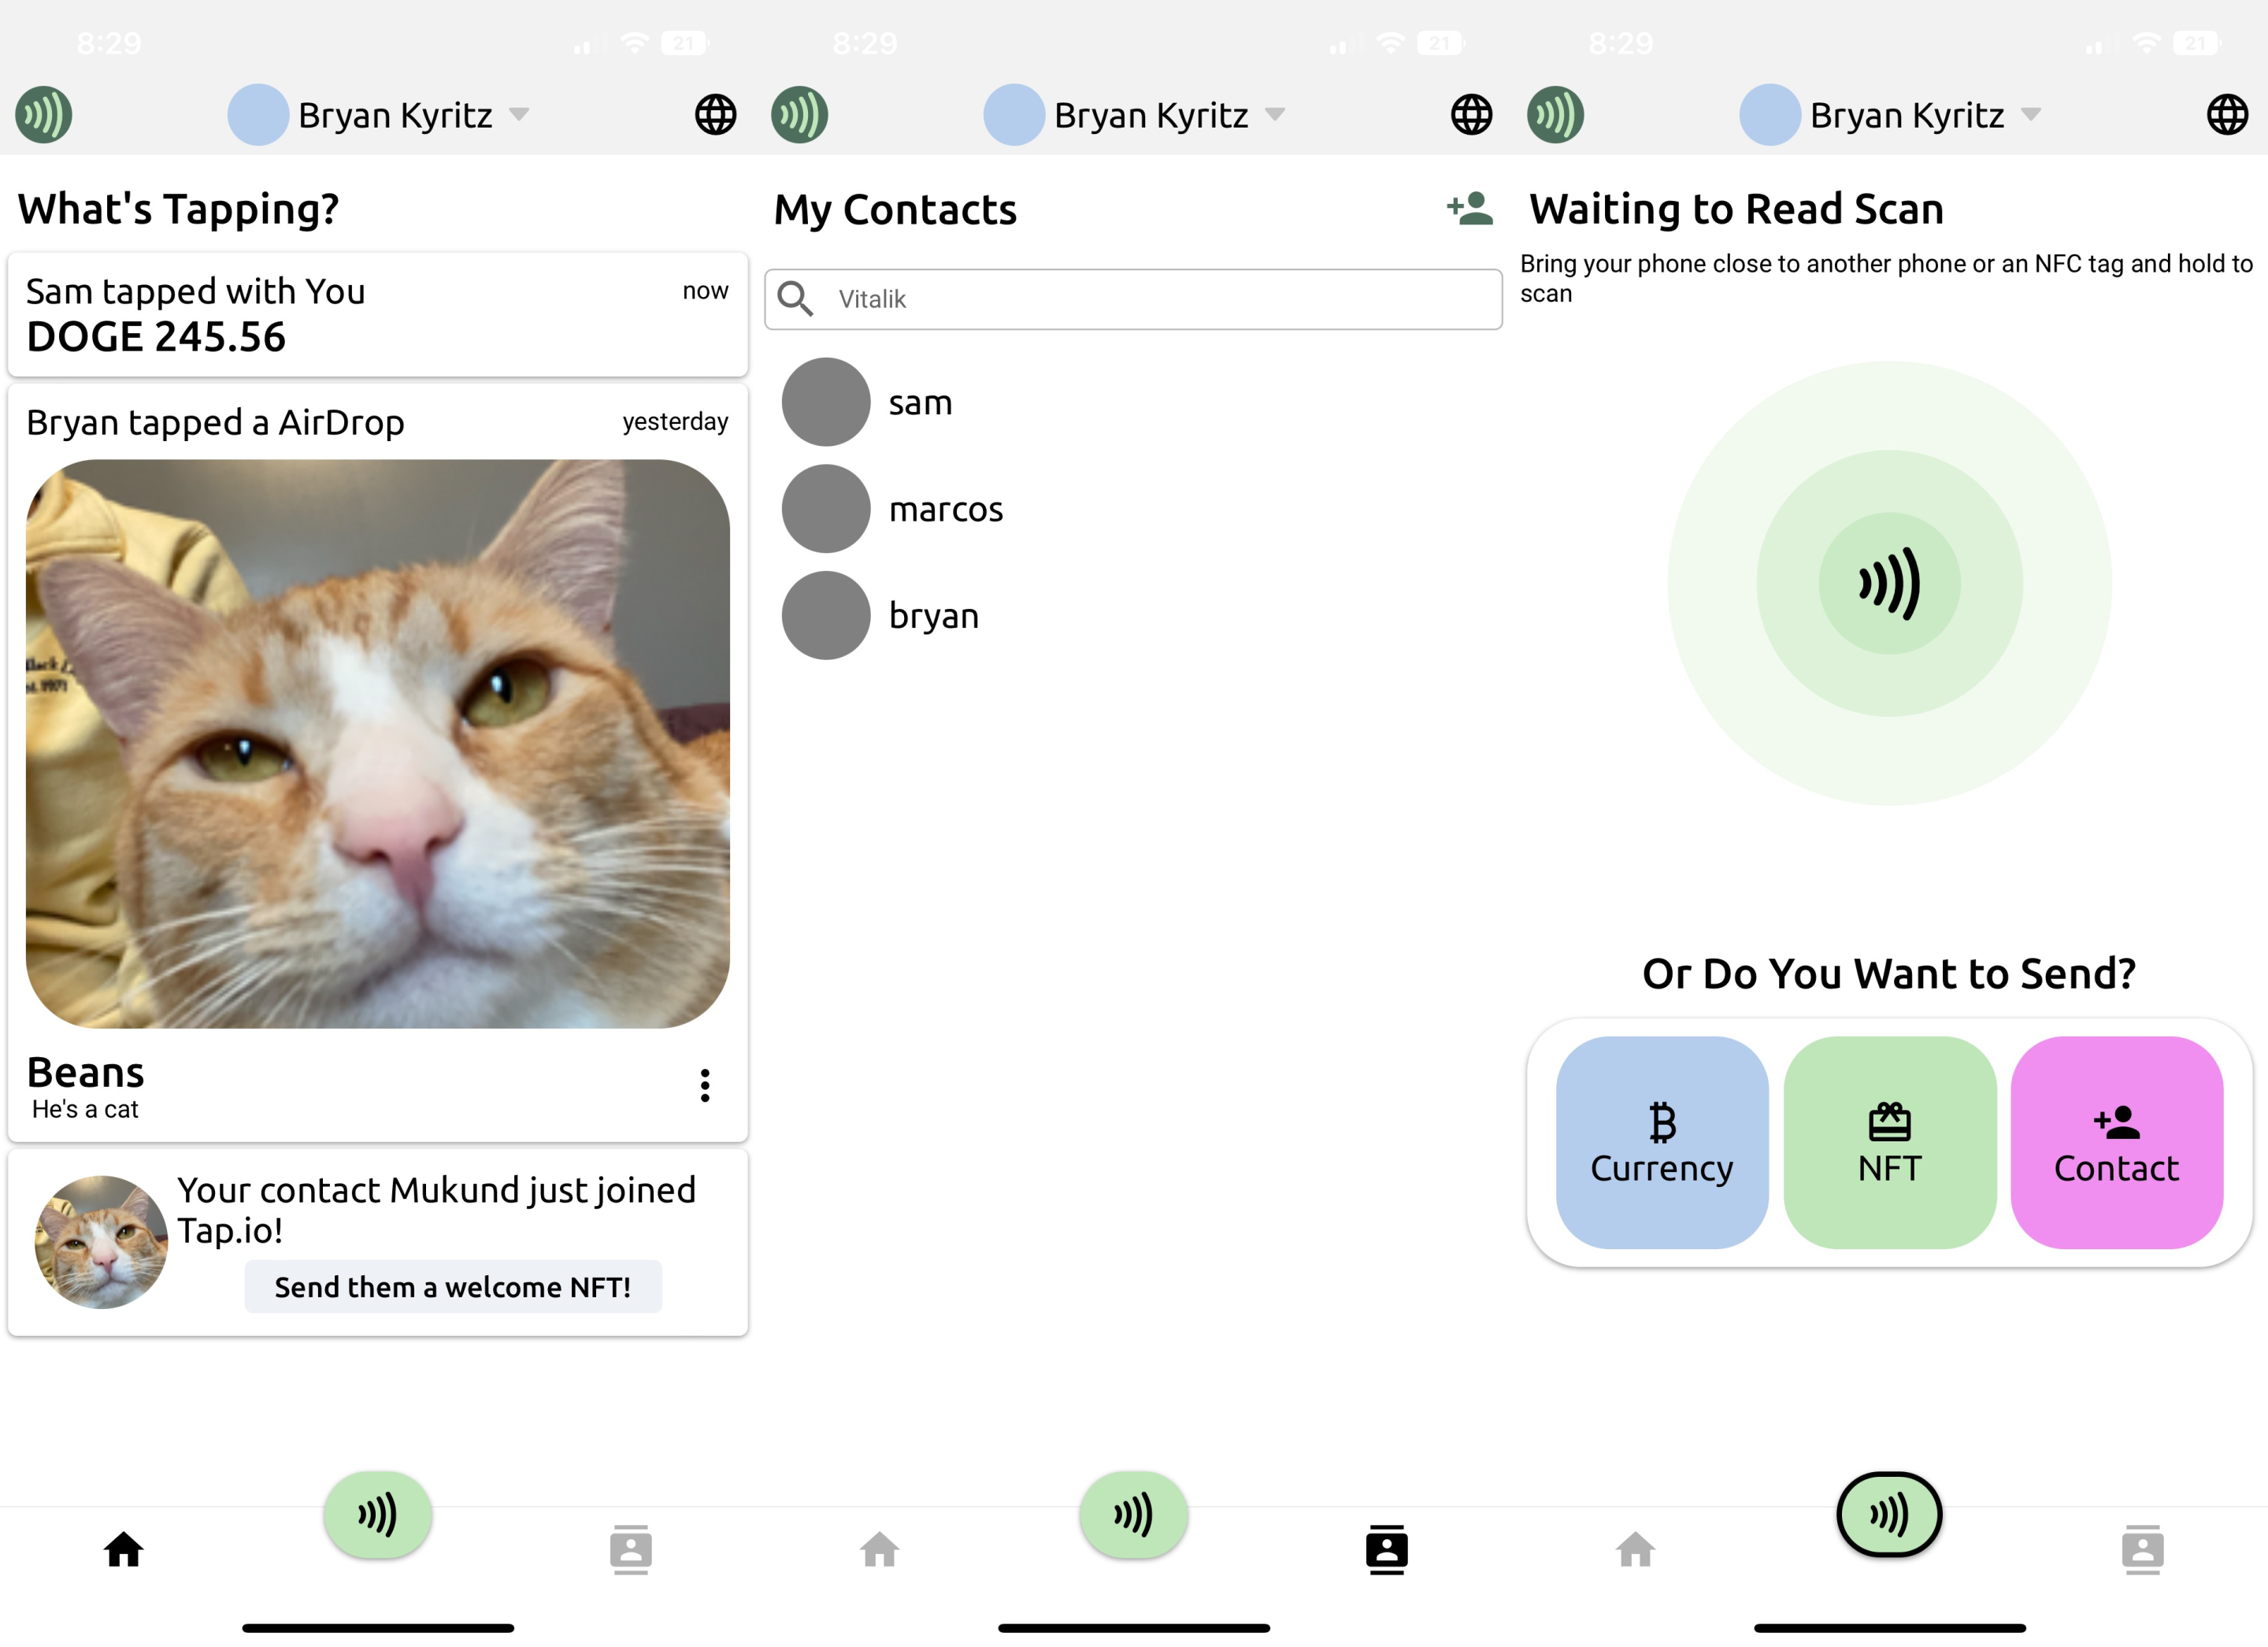 8:29
21
Bryan Kyritz
What's Tapping?
Sam tapped with You
now
DOGE 245.56
Bryan tapped a AirDrop
yesterday
Beans
He's a cat
Your contact Mukund just joined
Tap.io!
Send them a welcome NFT!
8:29
21
Bryan Kyritz
My Contacts
Vitalik
sam
marcos
bryan
8:29
21
Bryan Kyritz
Waiting to Read Scan
Bring your phone close to another phone or an NFC tag and hold to
scan
Or Do You Want to Send?
Currency
NFT
Contact